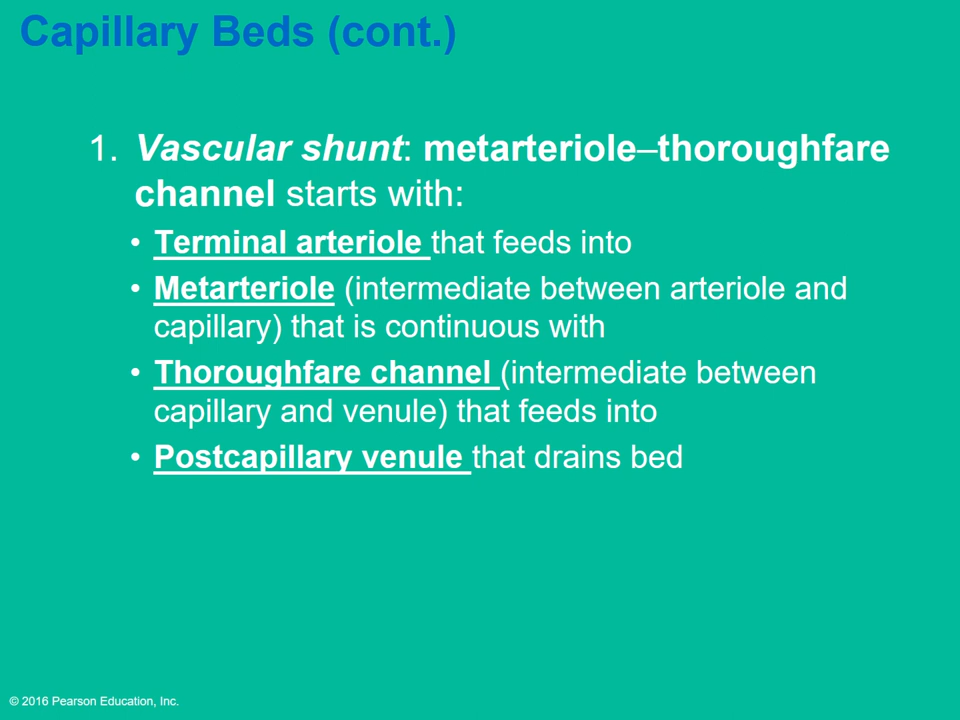 Capillary Beds (cont.)
1. Vascular shunt: metarteriole–thoroughfare
channel starts with:
• Terminal arteriole that feeds into
• Metarteriole (intermediate between arteriole and
capillary) that is continuous with
• Thoroughfare channel (intermediate between
capillary and venule) that feeds into
• Postcapillary venule that drains bed
© 2016 Pearson Education, Inc.